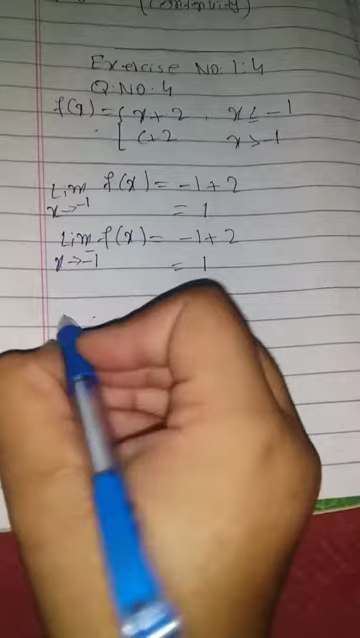 (Continuity)
Exercise No: 1.4
Q.NO. 4
f(x) = { x + 2 , x ≤ -1
c + 2 x > -1
Lim f(x) = -1 + 2
x → -1
= 1
Lim f(x) = -1 + 2
x → -1
= 1